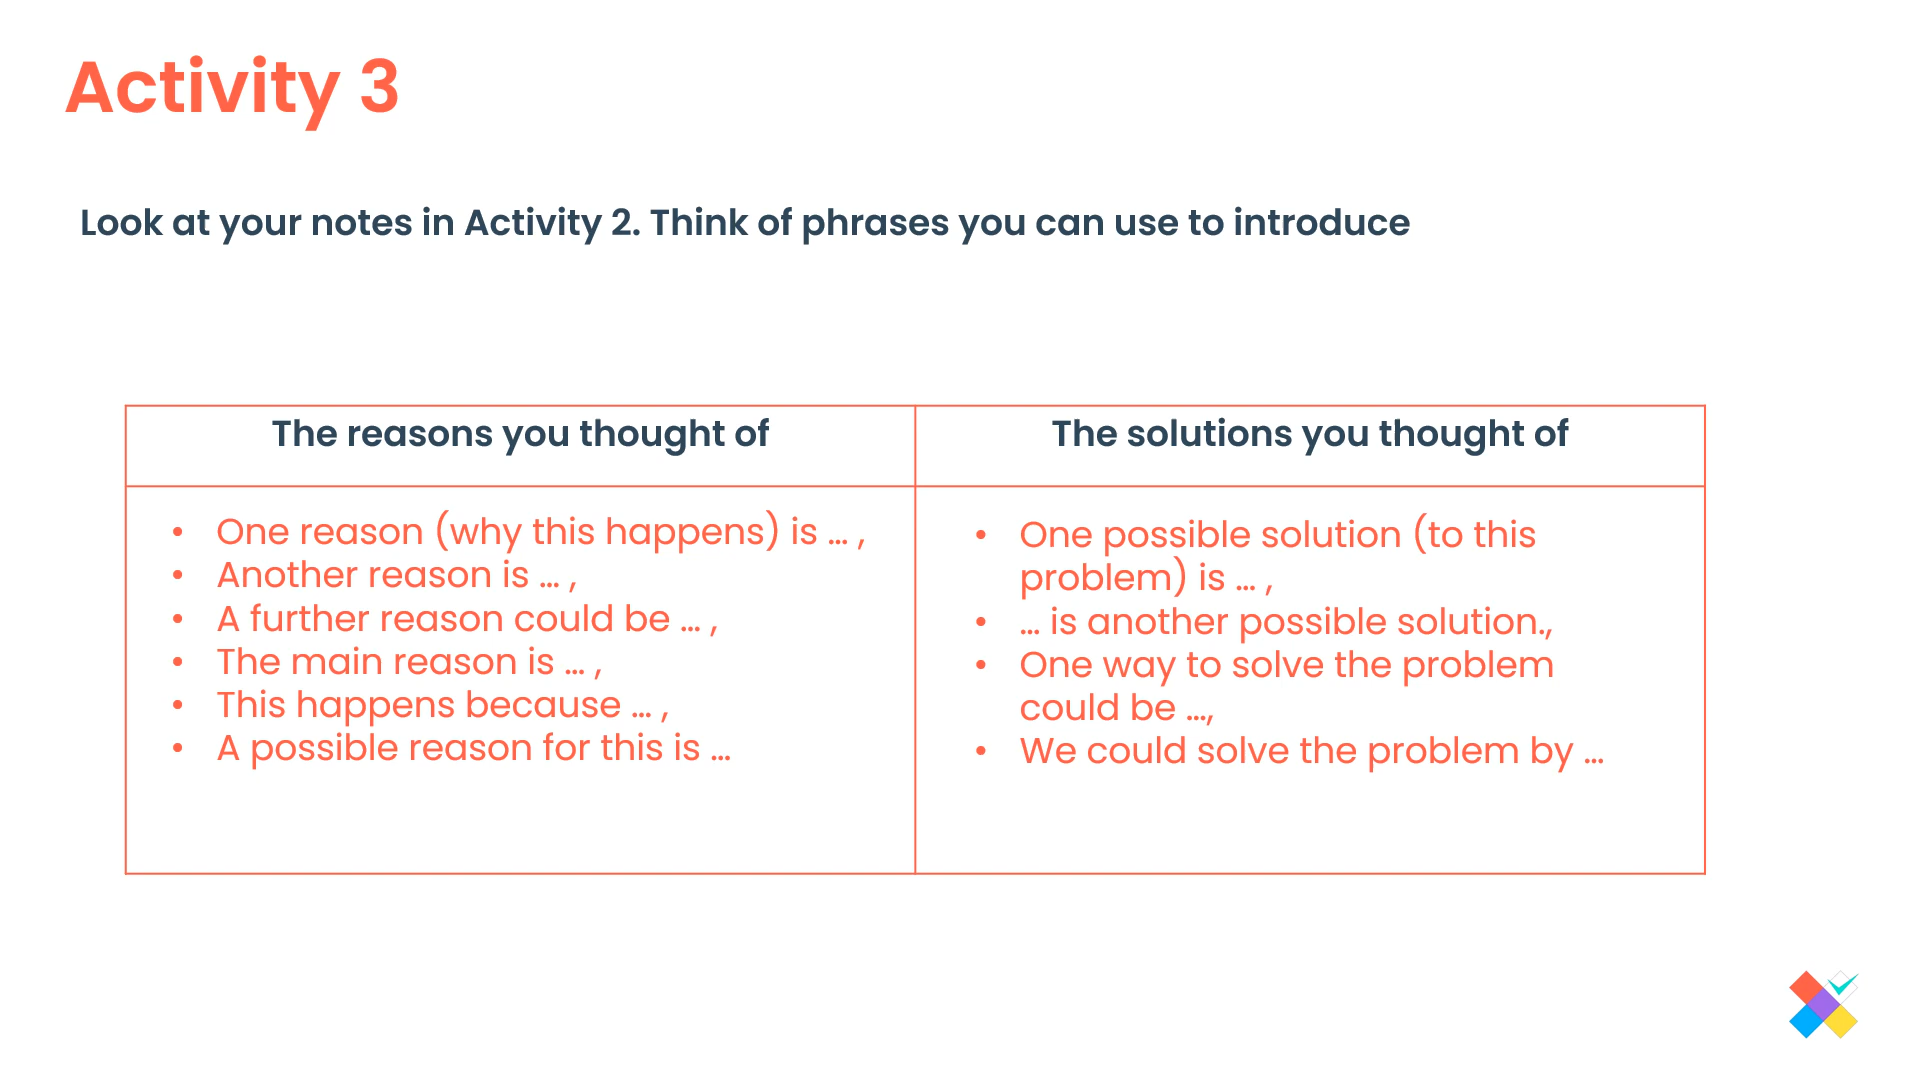 Activity 3
Look at your notes in Activity 2. Think of phrases you can use to introduce
The reasons you thought of
• One reason (why this happens) is … ,
• Another reason is … ,
• A further reason could be … ,
• The main reason is … ,
• This happens because … ,
• A possible reason for this is …
The solutions you thought of
• One possible solution (to this
problem) is … ,
• … is another possible solution.,
• One way to solve the problem
could be …,
• We could solve the problem by …